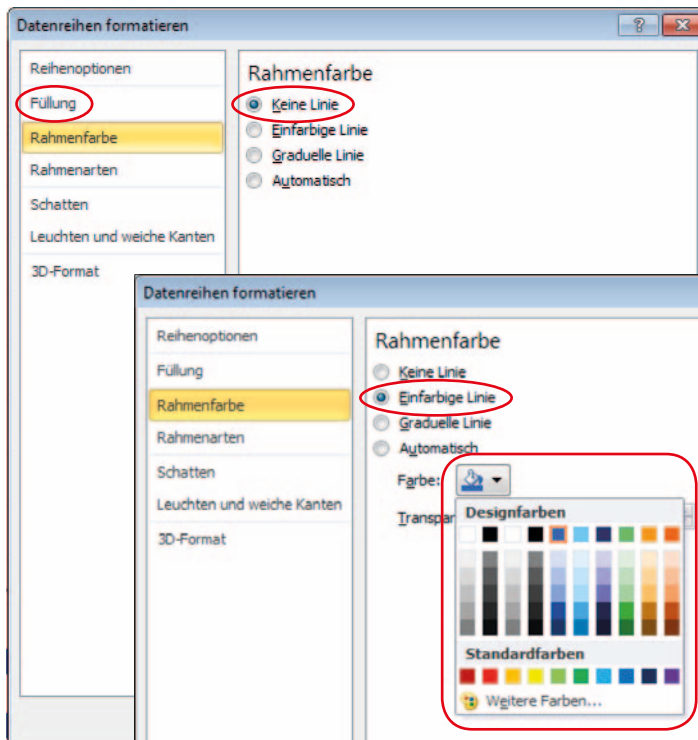 Datenreihen formatieren
Reihenoptionen
Füllung
Rahmenfarbe
Rahmenarten
Schatten
Leuchten und weiche Kanten
3D-Format
Rahmenfarbe
Keine Linie
Einfarbige Linie
Graduelle Linie
Automatisch
Datenreihen formatieren
Reihenoptionen
Füllung
Rahmenfarbe
Rahmenarten
Schatten
Leuchten und weiche Kanten
3D-Format
Rahmenfarbe
Keine Linie
Einfarbige Linie
Graduelle Linie
Automatisch
Farbe:
Transpar
Designfarben
Standardfarben
Weitere Farben...